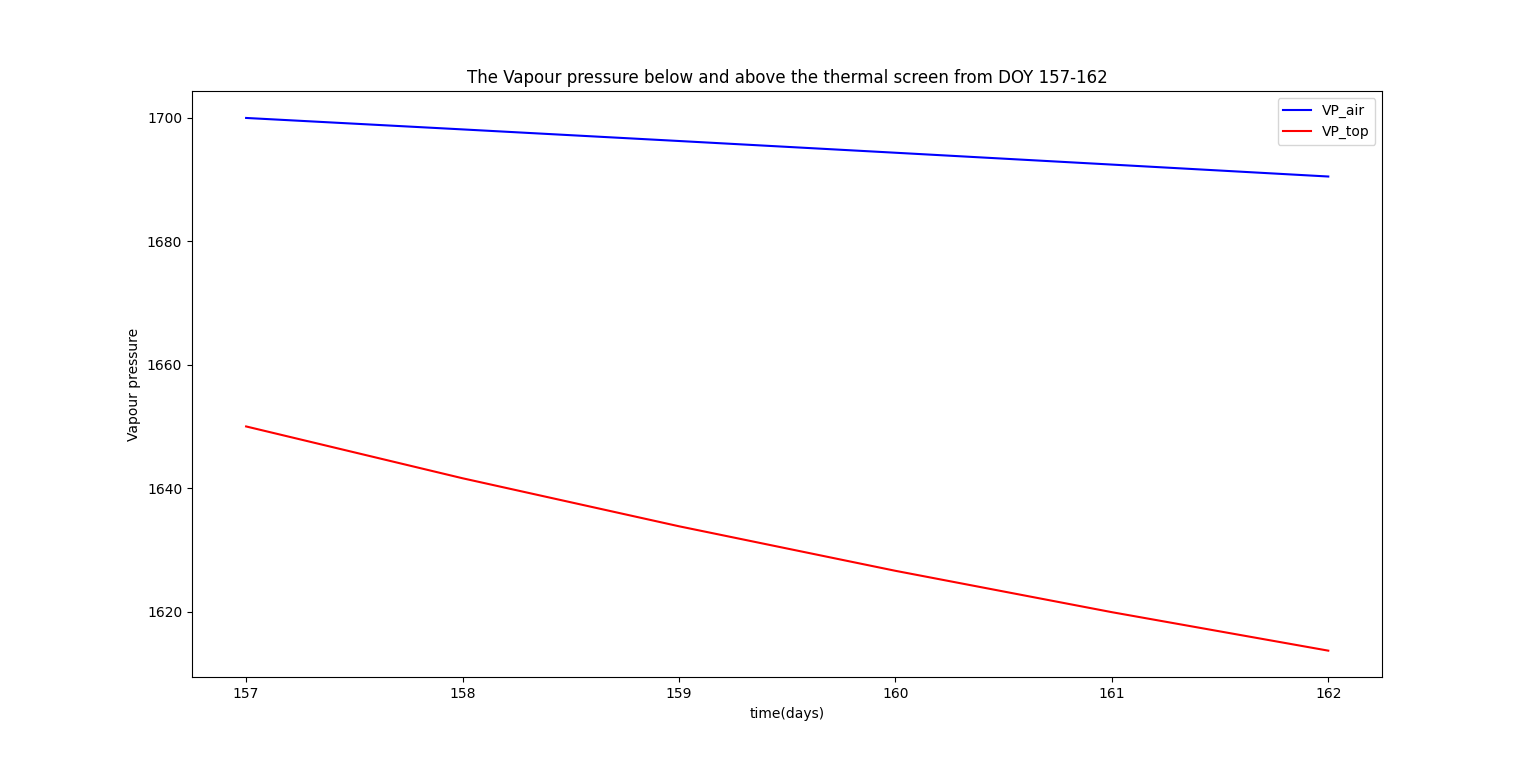 The Vapour pressure below and above the thermal screen from DOY 157-162
VP_air
VP_top
Vapour pressure
1700
1680
1660
1640
1620
157 158 159 160 161 162
time(days)